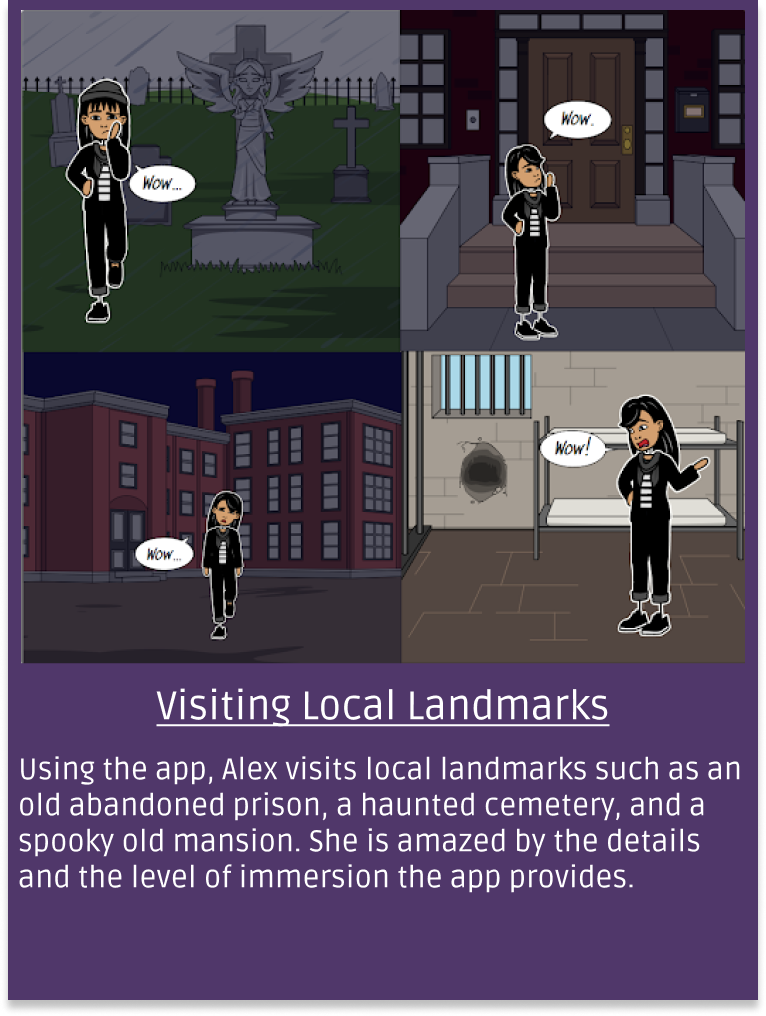 Wow...
Wow.
Wow...
Wow!
Visiting Local Landmarks
Using the app, Alex visits local landmarks such as an
old abandoned prison, a haunted cemetery, and a
spooky old mansion. She is amazed by the details
and the level of immersion the app provides.